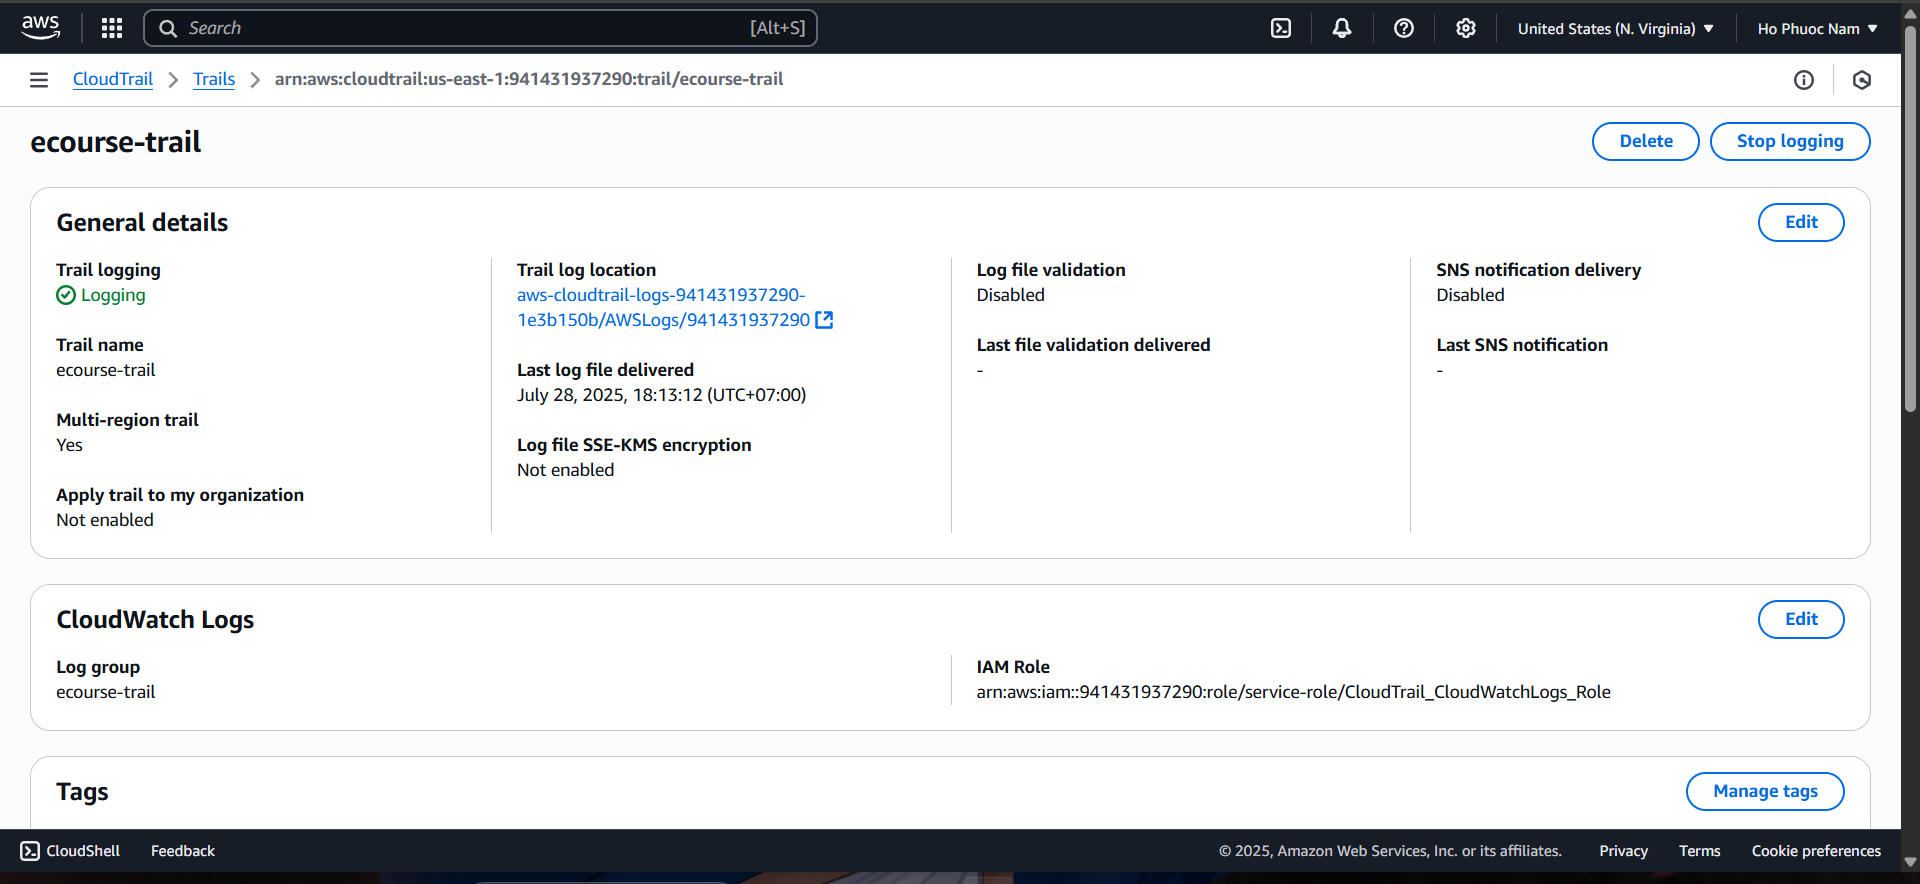 aws
Search
[Alt+S]
United States (N. Virginia)
Ho Phuoc Nam
CloudTrail
Trails
arn:aws:cloudtrail:us-east-1:941431937290:trail/ecourse-trail
ecourse-trail
Delete
Stop logging
General details
Edit
Trail logging
Logging
Trail name
ecourse-trail
Multi-region trail
Yes
Apply trail to my organization
Not enabled
Trail log location
aws-cloudtrail-logs-941431937290-
1e3b150b/AWSLogs/941431937290
Last log file delivered
July 28, 2025, 18:13:12 (UTC+07:00)
Log file SSE-KMS encryption
Not enabled
Log file validation
Disabled
Last file validation delivered
-
SNS notification delivery
Disabled
Last SNS notification
-
CloudWatch Logs
Edit
Log group
ecourse-trail
IAM Role
arn:aws:iam::941431937290:role/service-role/CloudTrail_CloudWatchLogs_Role
Tags
Manage tags
CloudShell
Feedback
© 2025, Amazon Web Services, Inc. or its affiliates.
Privacy
Terms
Cookie preferences